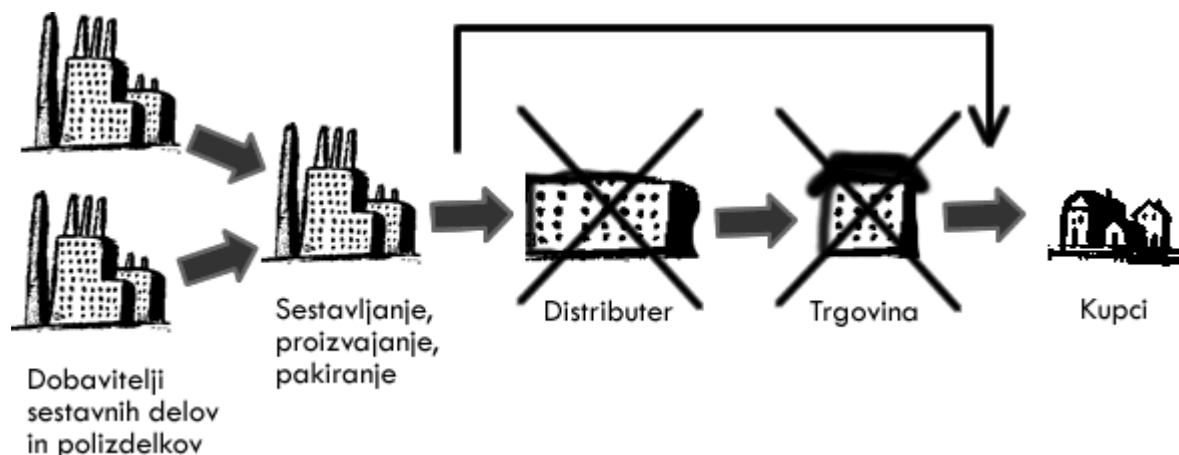 Dobavitelji
sestavnih delov
in polizdelkov
Sestavljanje,
proizvajanje,
pakiranje
Distributer
Trgovina
Kupci